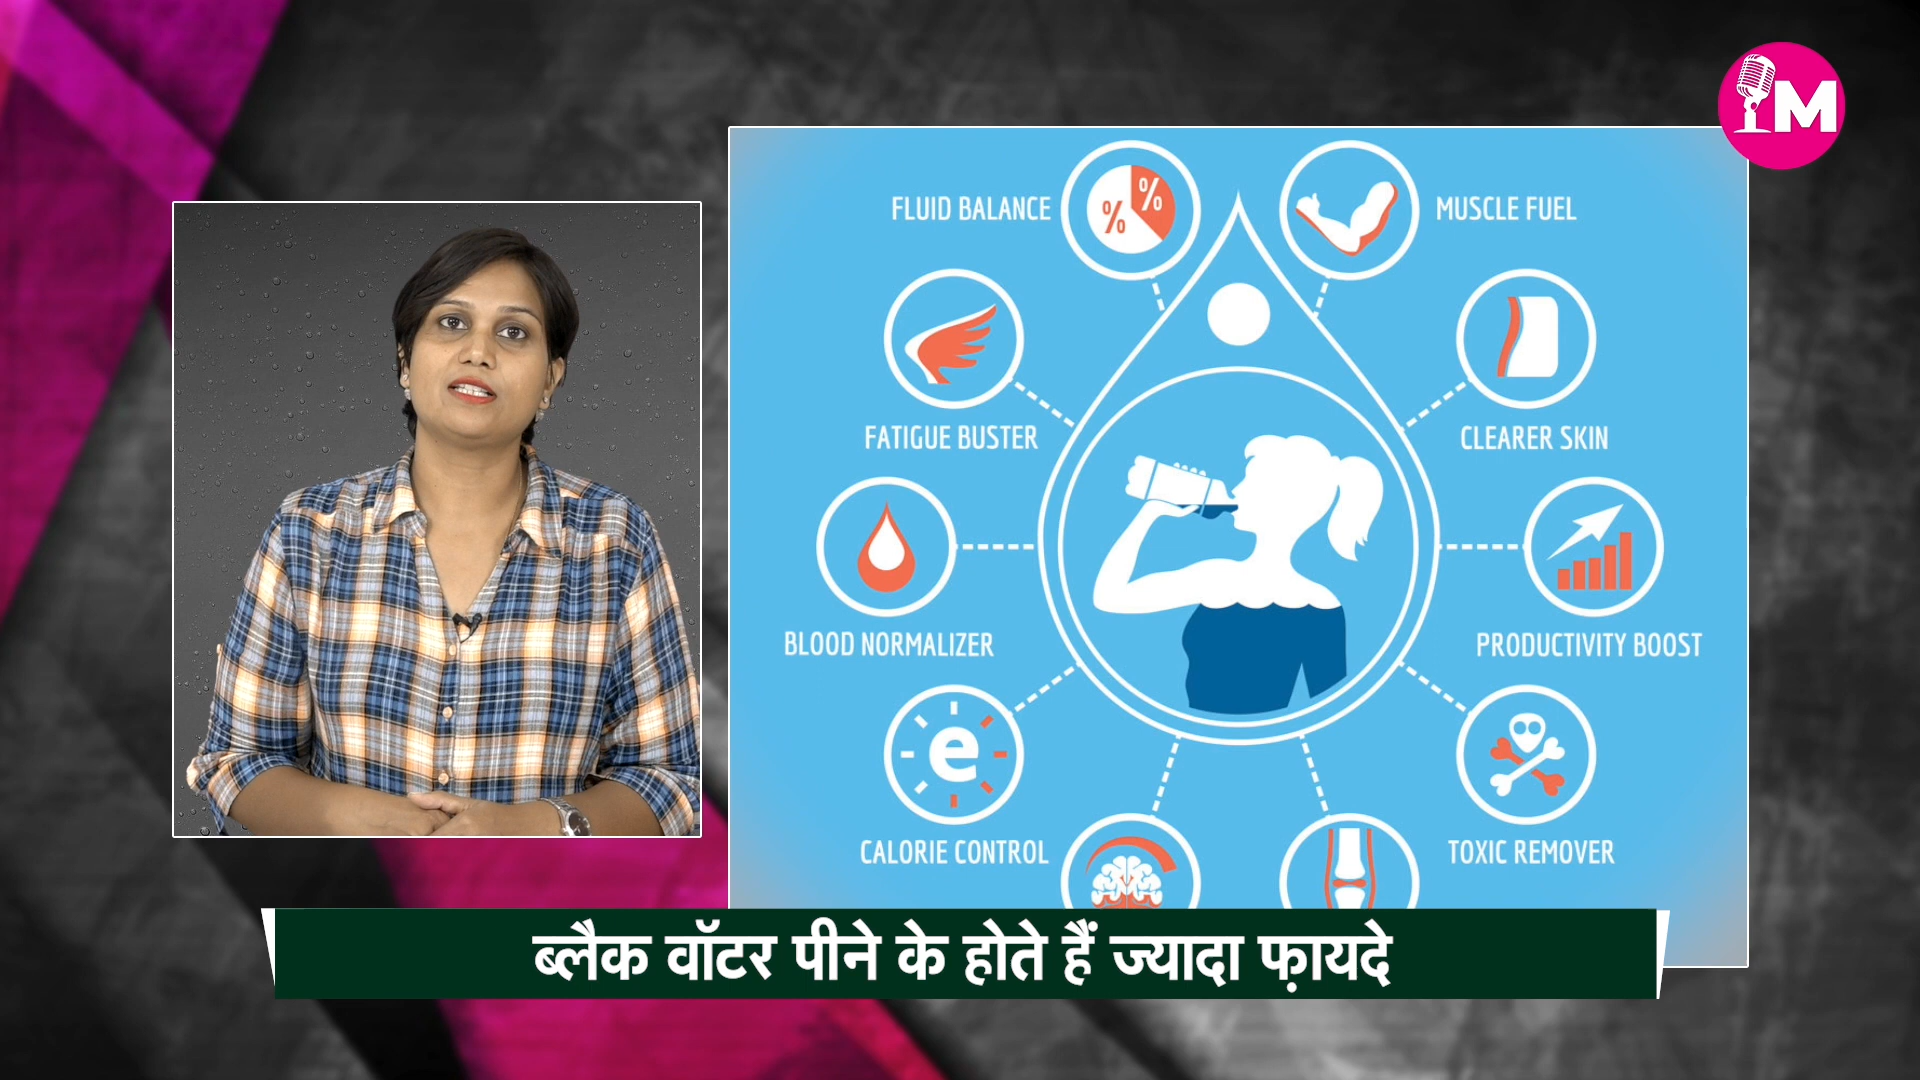 M
FLUID BALANCE
% %
MUSCLE FUEL
FATIGUE BUSTER
CLEARER SKIN
BLOOD NORMALIZER
PRODUCTIVITY BOOST
e
CALORIE CONTROL
TOXIC REMOVER
ब्लैक वॉटर पीने के होते हैं ज्यादा फ़ायदे